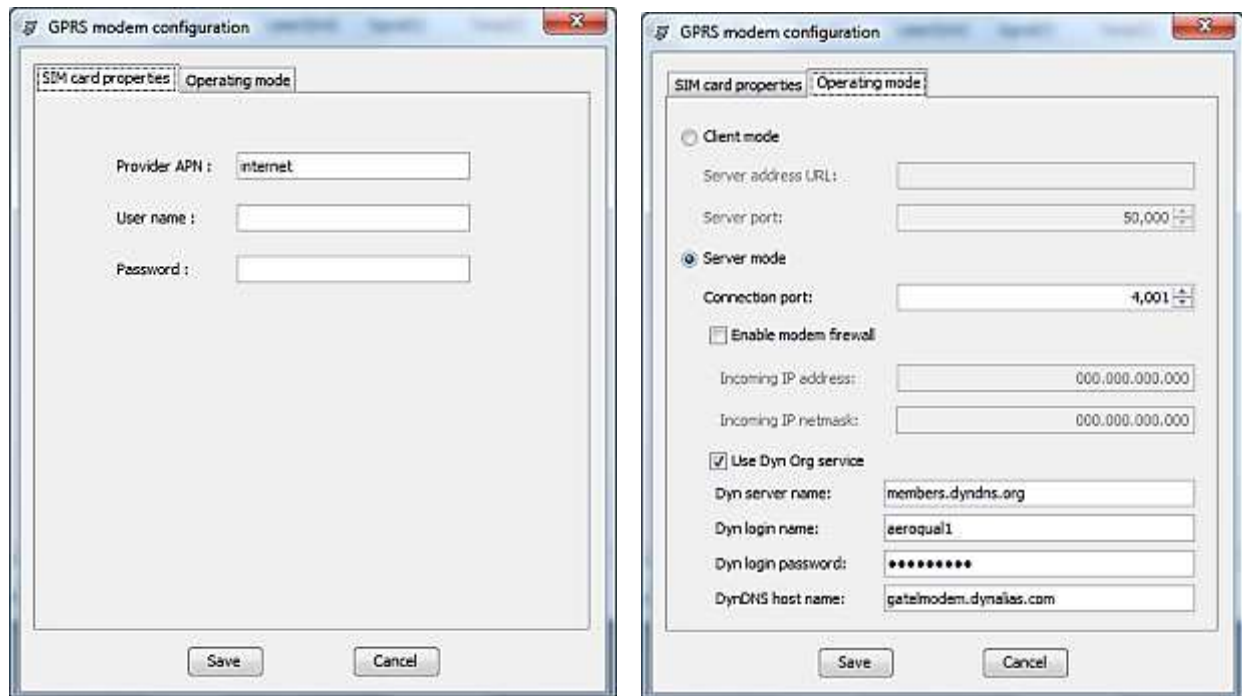 GPRS modem configuration
SIM card properties
Operating mode
Provider APN :
internet
User name :
Password :
Save
Cancel
GPRS modem configuration
SIM card properties
Operating mode
Client mode
Server address URL:
Server port:
50,000
Server mode
Connection port:
4,001
Enable modem firewall
Incoming IP address:
000.000.000.000
Incoming IP netmask:
000.000.000.000
Use Dyn Org service
Dyn server name:
members.dyndns.org
Dyn login name:
aeroqual1
Dyn login password:
●●●●●●●●●
DynDNS host name:
gatelmodem.dynalias.com
Save
Cancel